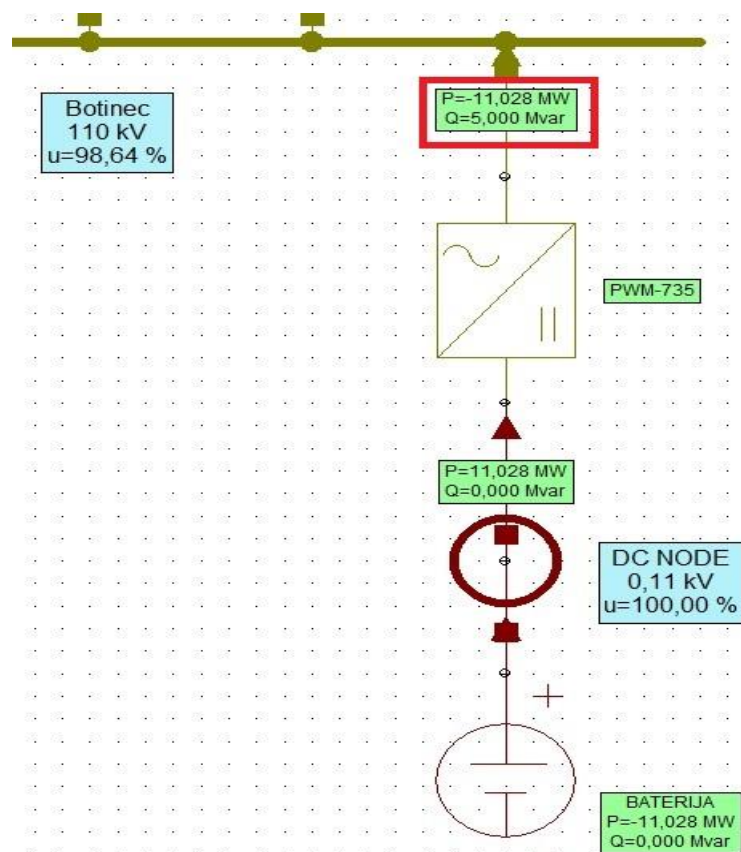 P=-11,028 MW
Q=5,000 Mvar
Botinec
110 kV
u=98,64 %
PWM-735
P=11,028 MW
Q=0,000 Mvar
DC NODE
0,11 kV
u=100,00 %
BATERIJA
P=-11,028 MW
Q=0,000 Mvar